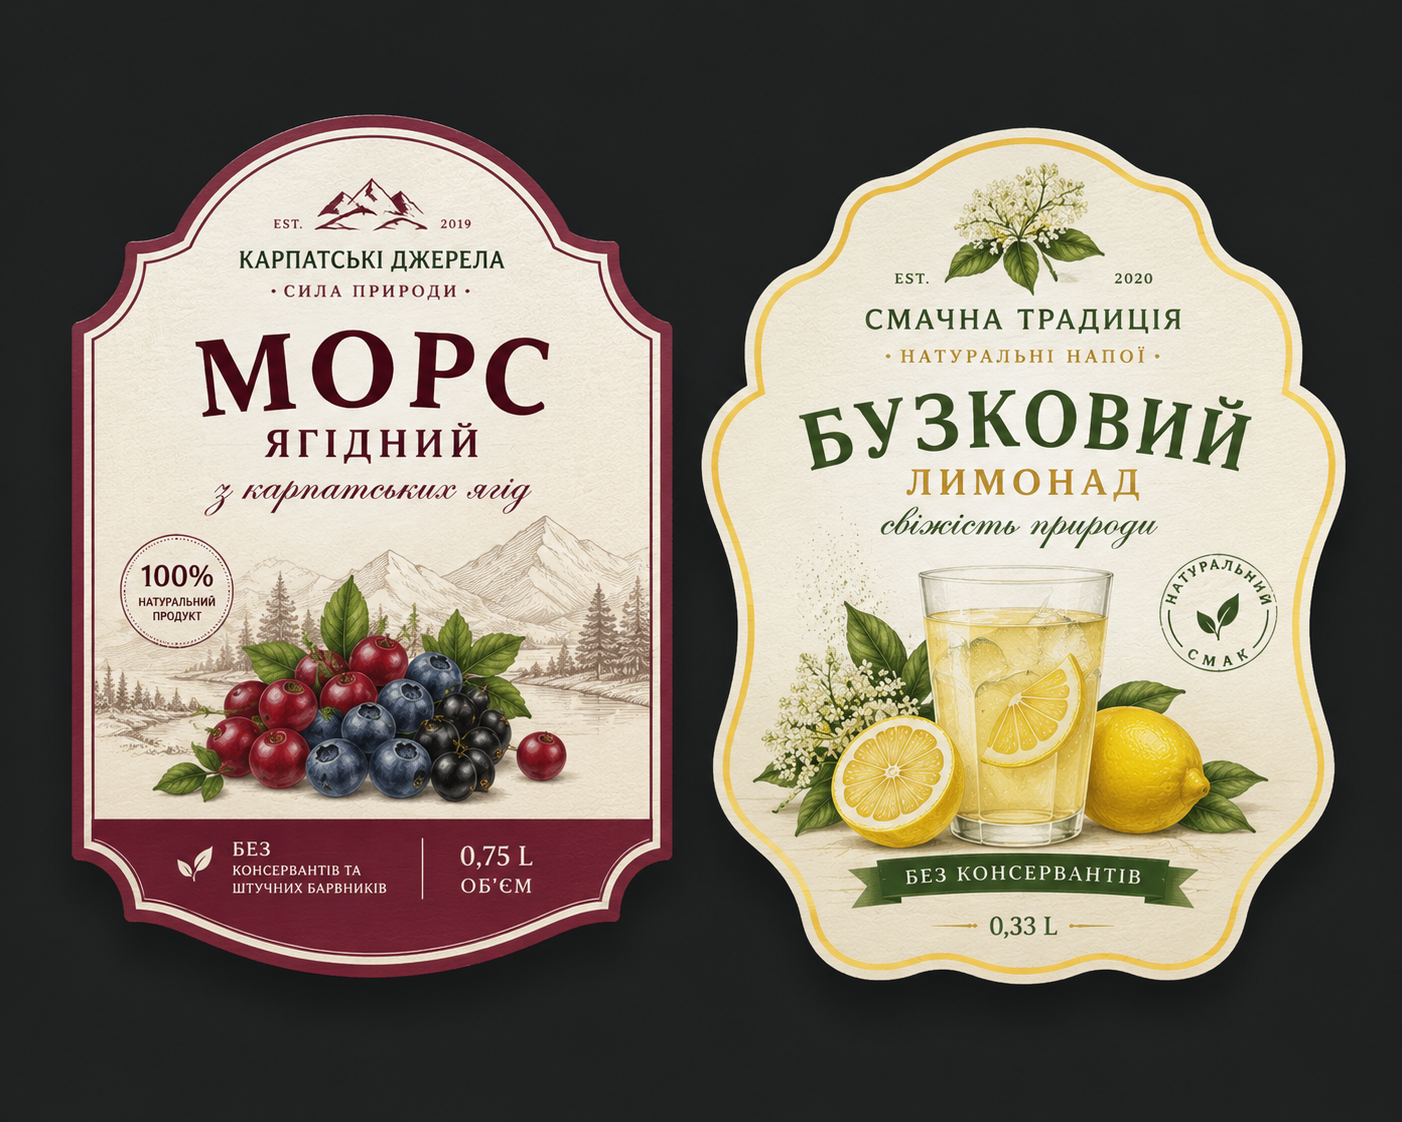 EST. 2019
КАРПАТСЬКІ ДЖЕРЕЛА
• СИЛА ПРИРОДИ •
МОРС
ЯГІДНИЙ
з карпатських ягід
100%
НАТУРАЛЬНИЙ
ПРОДУКТ
БЕЗ
КОНСЕРВАНТІВ ТА
ШТУЧНИХ БАРВНИКІВ
0,75 L
ОБ'ЄМ
EST. 2020
СМАЧНА ТРАДИЦІЯ
• НАТУРАЛЬНІ НАПОЇ •
БУЗКОВИЙ
ЛИМОНАД
свіжість природи
НАТУРАЛЬНИЙ
СМАК
БЕЗ КОНСЕРВАНТІВ
0,33 L